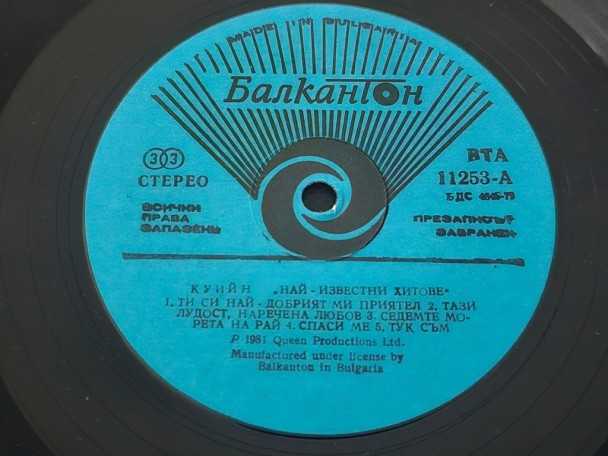 MADE IN BULGARIA
Балкантон
33
СТЕРЕО
ВТА
11253-А
БДС
ВСИЧКИ
ПРАВА
ЗАПАЗЕНИ
ПРЕЗАПИСЪТ
ЗАБРАНЕН
КУИЙН „НАЙ - ИЗВЕСТНИ ХИТОВЕ“
1. ТИ СИ НАЙ - ДОБРИЯТ МИ ПРИЯТЕЛ 2. ТАЗИ
ЛУДОСТ, НАРЕЧЕНА ЛЮБОВ 3. СЕДЕМТЕ МО-
РЕТА НА РАЙ 4. СПАСИ МЕ 5. ТУК СЪМ
P 1981 Queen Productions Ltd.
Manufactured under license by
Balkanton in Bulgaria